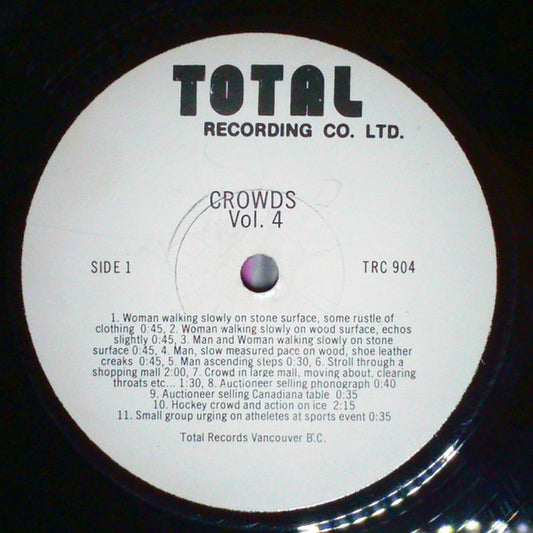 TOTAL
RECORDING CO. LTD.
CROWDS
Vol. 4
SIDE 1
TRC 904
1. Woman walking slowly on stone surface, some rustle of
clothing 0:45, 2. Woman walking slowly on wood surface, echos
slightly 0:45, 3. Man and Woman walking slowly on stone
surface 0:45, 4. Man, slow measured pace on wood, shoe leather
creaks 0:45, 5. Man ascending steps 0:30, 6. Stroll through a
shopping mall 2:00, 7. Crowd in large mall, moving about, clearing
throats etc... 1:30, 8. Auctioneer selling phonograph 0:40
9. Auctioneer selling Canadiana table 0:35
10. Hockey crowd and action on ice 2:15
11. Small group urging on atheletes at sports event 0:35
Total Records Vancouver B.C.